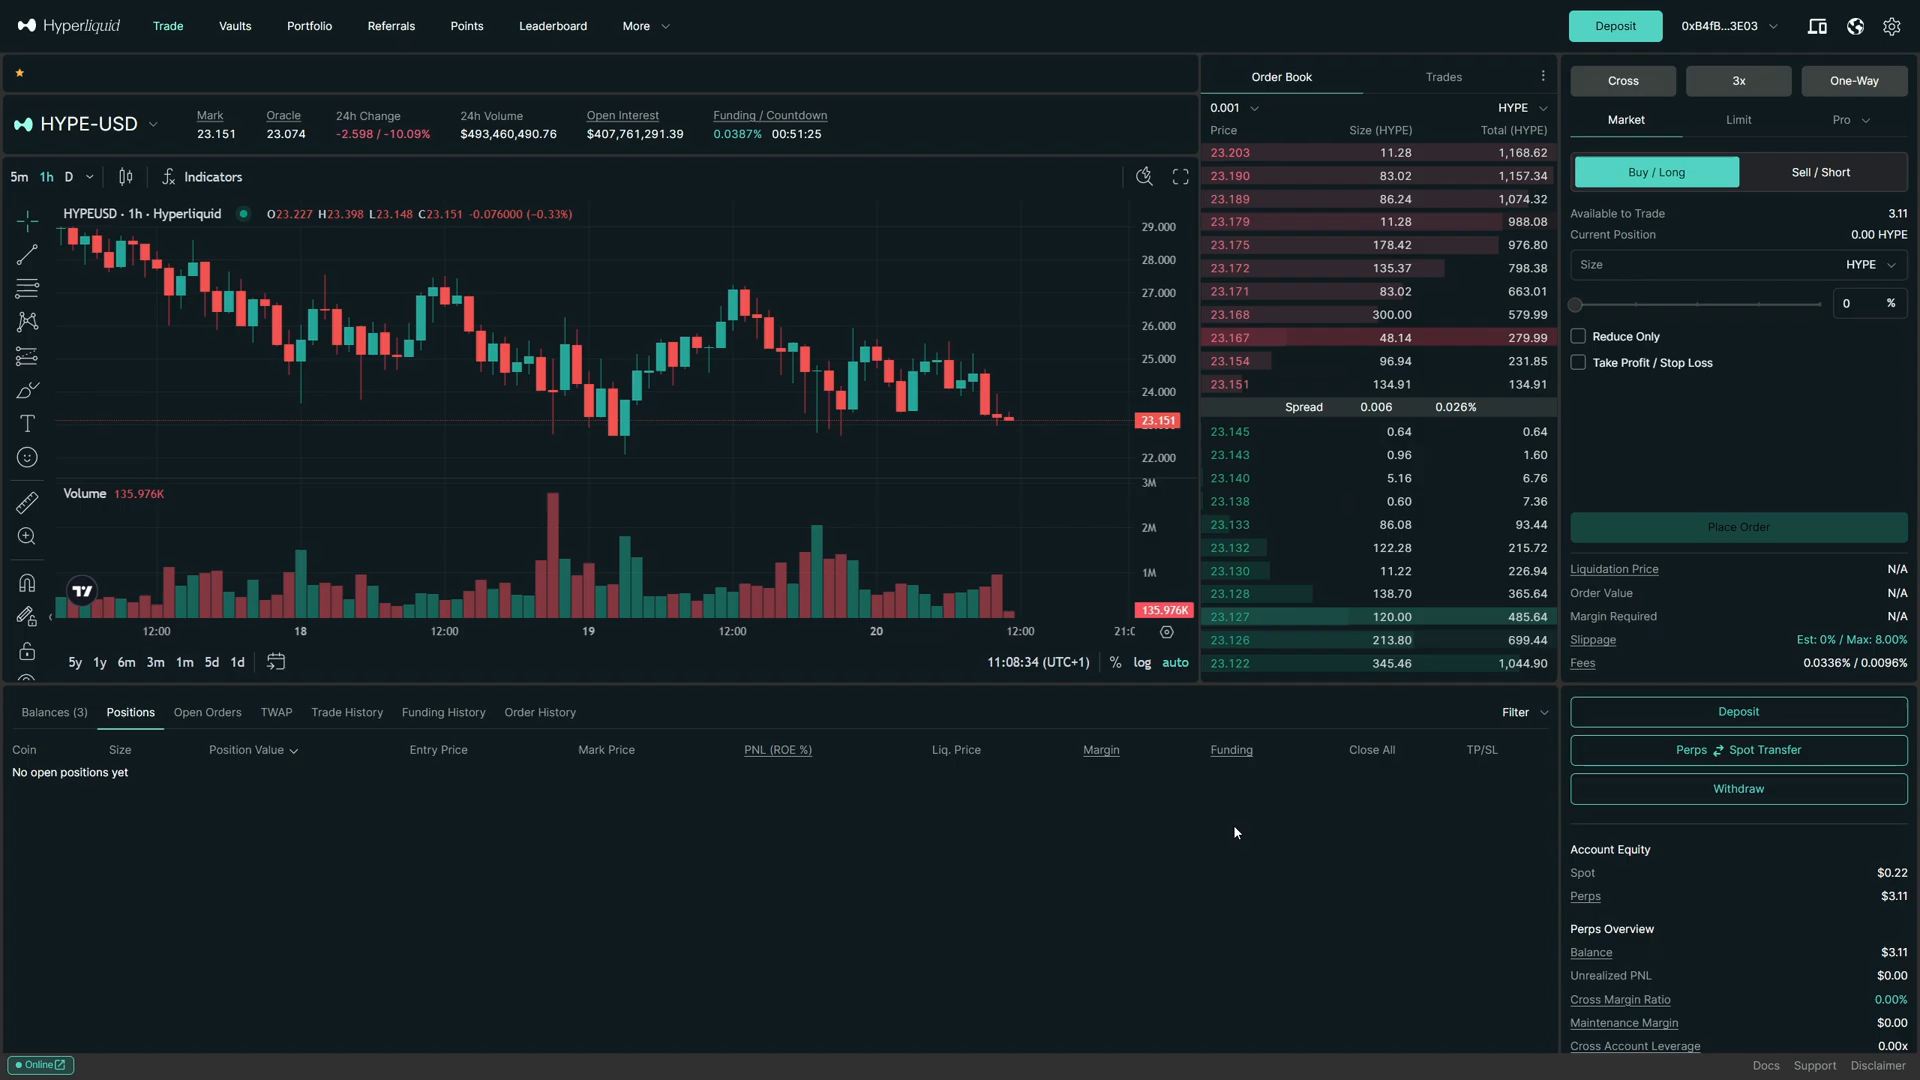 Hyperliquid
Trade
Vaults
Portfolio
Referrals
Points
Leaderboard
More
Deposit
0xB4fB...3E03
HYPE-USD
Mark
23.151
Oracle
23.074
24h Change
-2.598 / -10.09%
24h Volume
$493,460,490.76
Open Interest
$407,761,291.39
Funding / Countdown
0.0387% 00:51:25
5m 1h D
Indicators
HYPEUSD · 1h · Hyperliquid
O23.227 H23.398 L23.148 C23.151 -0.076000 (-0.33%)
29.000
28.000
27.000
26.000
25.000
24.000
23.151
22.000
Volume 135.976K
3M
2M
1M
135.976K
12:00 18 12:00 19 12:00 20 12:00
5y 1y 6m 3m 1m 5d 1d
11:08:34 (UTC+1) % log auto
Order Book
Trades
0.001
HYPE
Price Size (HYPE) Total (HYPE)
23.203 11.28 1,168.62
23.190 83.02 1,157.34
23.189 86.24 1,074.32
23.179 11.28 988.08
23.175 178.42 976.80
23.172 135.37 798.38
23.171 83.02 663.01
23.168 300.00 579.99
23.167 48.14 279.99
23.154 96.94 231.85
23.151 134.91 134.91
Spread 0.006 0.026%
23.145 0.64 0.64
23.143 0.96 1.60
23.140 5.16 6.76
23.138 0.60 7.36
23.133 86.08 93.44
23.132 122.28 215.72
23.130 11.22 226.94
23.128 138.70 365.64
23.127 120.00 485.64
23.126 213.80 699.44
23.122 345.46 1,044.90
Cross
3x
One-Way
Market
Limit
Pro
Buy / Long
Sell / Short
Available to Trade 3.11
Current Position 0.00 HYPE
Size HYPE
0 %
Reduce Only
Take Profit / Stop Loss
Place Order
Liquidation Price N/A
Order Value N/A
Margin Required N/A
Slippage Est: 0% / Max: 8.00%
Fees 0.0336% / 0.0096%
Balances (3)
Positions
Open Orders
TWAP
Trade History
Funding History
Order History
Filter
Coin Size Position Value Entry Price Mark Price PNL (ROE %) Liq. Price Margin Funding Close All TP/SL
No open positions yet
Deposit
Perps Spot Transfer
Withdraw
Account Equity
Spot $0.22
Perps $3.11
Perps Overview
Balance $3.11
Unrealized PNL $0.00
Cross Margin Ratio 0.00%
Maintenance Margin $0.00
Cross Account Leverage 0.00x
Online
Docs
Support
Disclaimer